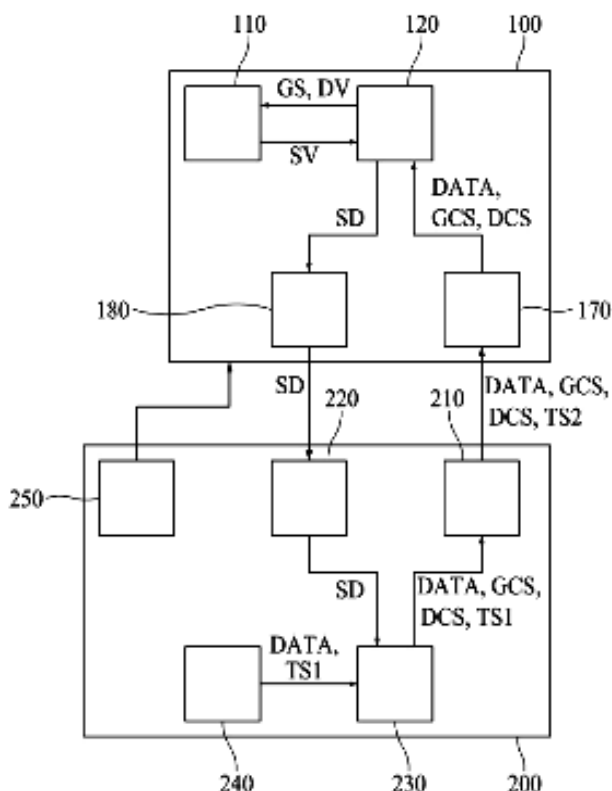 110
120
100
GS, DV
SV
DATA,
GCS, DCS
SD
180
170
SD
DATA, GCS,
DCS, TS2
220
210
250
SD
DATA, GCS,
DCS, TS1
DATA,
TS1
240
230
200